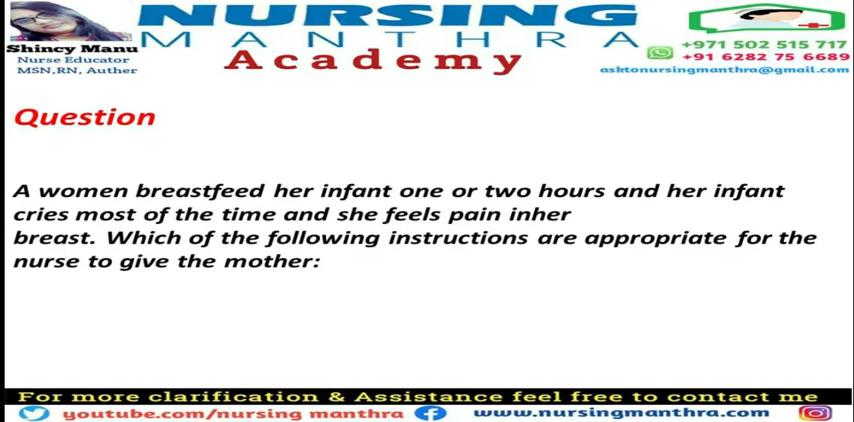 NURSING
MANTHRA
Academy
Shincy Manu
Nurse Educator
MSN,RN, Auther
+971 502 515 717
+91 6282 75 6689
asktonursingmanthra@gmail.com
Question
A women breastfeed her infant one or two hours and her infant
cries most of the time and she feels pain inher
breast. Which of the following instructions are appropriate for the
nurse to give the mother:
For more clarification & Assistance feel free to contact me
youtube.com/nursing manthra
www.nursingmanthra.com